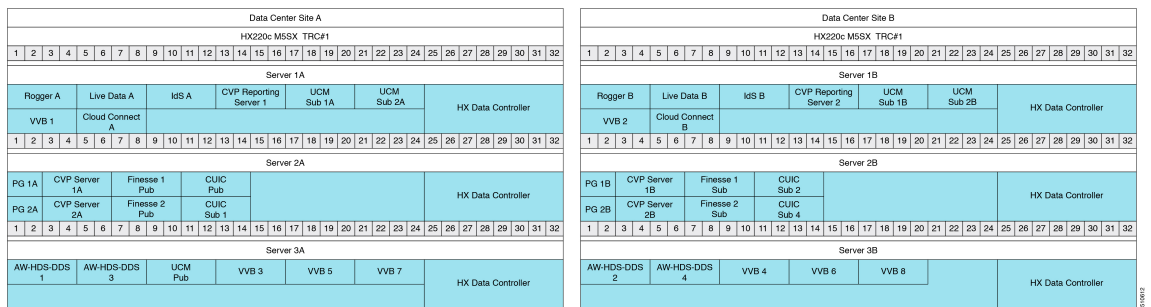 Data Center Site A
HX220c M5SX TRC#1
1 2 3 4 5 6 7 8 9 10 11 12 13 14 15 16 17 18 19 20 21 22 23 24 25 26 27 28 29 30 31 32
Server 1A
Rogger A
Live Data A
IdS A
CVP Reporting
Server 1
UCM
Sub 1A
UCM
Sub 2A
HX Data Controller
VVB 1
Cloud Connect
A
1 2 3 4 5 6 7 8 9 10 11 12 13 14 15 16 17 18 19 20 21 22 23 24 25 26 27 28 29 30 31 32
Server 2A
PG 1A
CVP Server
1A
Finesse 1
Pub
CUIC
Pub
HX Data Controller
PG 2A
CVP Server
2A
Finesse 2
Pub
CUIC
Sub 1
1 2 3 4 5 6 7 8 9 10 11 12 13 14 15 16 17 18 19 20 21 22 23 24 25 26 27 28 29 30 31 32
Server 3A
AW-HDS-DDS
1
AW-HDS-DDS
3
UCM
Pub
VVB 3
VVB 5
VVB 7
HX Data Controller
Data Center Site B
HX220c M5SX TRC#1
1 2 3 4 5 6 7 8 9 10 11 12 13 14 15 16 17 18 19 20 21 22 23 24 25 26 27 28 29 30 31 32
Server 1B
Rogger B
Live Data B
IdS B
CVP Reporting
Server 2
UCM
Sub 1B
UCM
Sub 2B
HX Data Controller
VVB 2
Cloud Connect
B
1 2 3 4 5 6 7 8 9 10 11 12 13 14 15 16 17 18 19 20 21 22 23 24 25 26 27 28 29 30 31 32
Server 2B
PG 1B
CVP Server
1B
Finesse 1
Sub
CUIC
Sub 2
HX Data Controller
PG 2B
CVP Server
2B
Finesse 2
Sub
CUIC
Sub 4
1 2 3 4 5 6 7 8 9 10 11 12 13 14 15 16 17 18 19 20 21 22 23 24 25 26 27 28 29 30 31 32
Server 3B
AW-HDS-DDS
2
AW-HDS-DDS
4
VVB 4
VVB 6
VVB 8
HX Data Controller
510612